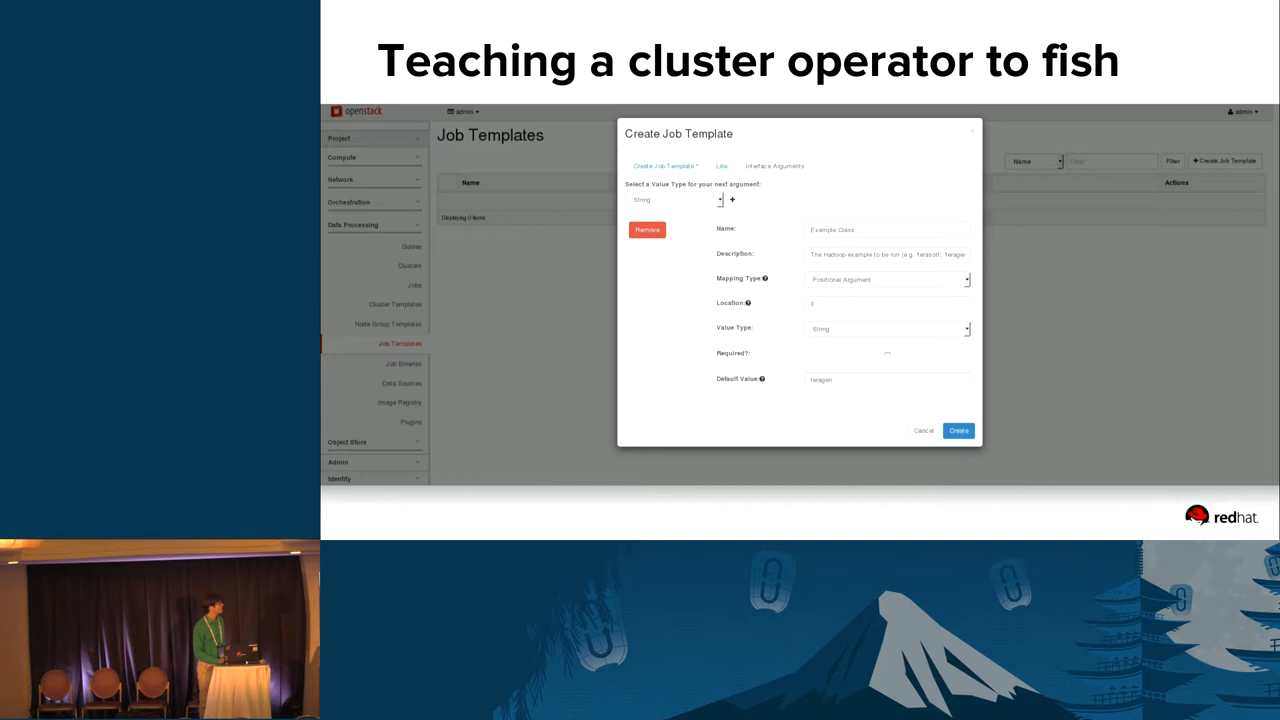 Teaching a cluster operator to fish
openstack
admin
admin
Project
Compute
Network
Orchestration
Data Processing
Guides
Clusters
Jobs
Cluster Templates
Node Group Templates
Job Templates
Job Binaries
Data Sources
Image Registry
Plugins
Object Store
Admin
Identity
Job Templates
Name
Filter
Filter
+ Create Job Template
Name
Actions
Displaying 0 items
Create Job Template
×
Create Job Template *
Libs
Interface Arguments
Select a Value Type for your next argument:
String
+
Remove
Name:
Example Class
Description:
The Hadoop example to be run (e.g. 'terasort', 'terage
Mapping Type:
Positional Argument
Location:
0
Value Type:
String
Required?:
Default Value:
teragen
Cancel
Create
redhat.